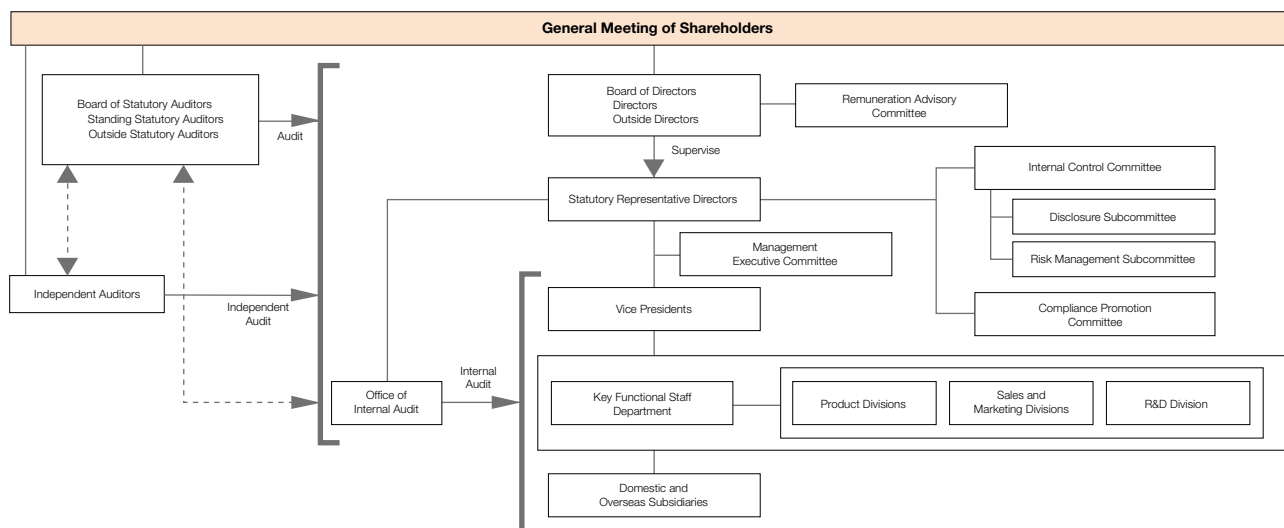 General Meeting of Shareholders
Board of Statutory Auditors
Standing Statutory Auditors
Outside Statutory Auditors
Audit
Board of Directors
Directors
Outside Directors
Remuneration Advisory
Committee
Supervise
Statutory Representative Directors
Internal Control Committee
Disclosure Subcommittee
Risk Management Subcommittee
Compliance Promotion
Committee
Management
Executive Committee
Independent Auditors
Independent
Audit
Vice Presidents
Office of
Internal Audit
Internal
Audit
Key Functional Staff
Department
Product Divisions
Sales and
Marketing Divisions
R&D Division
Domestic and
Overseas Subsidiaries